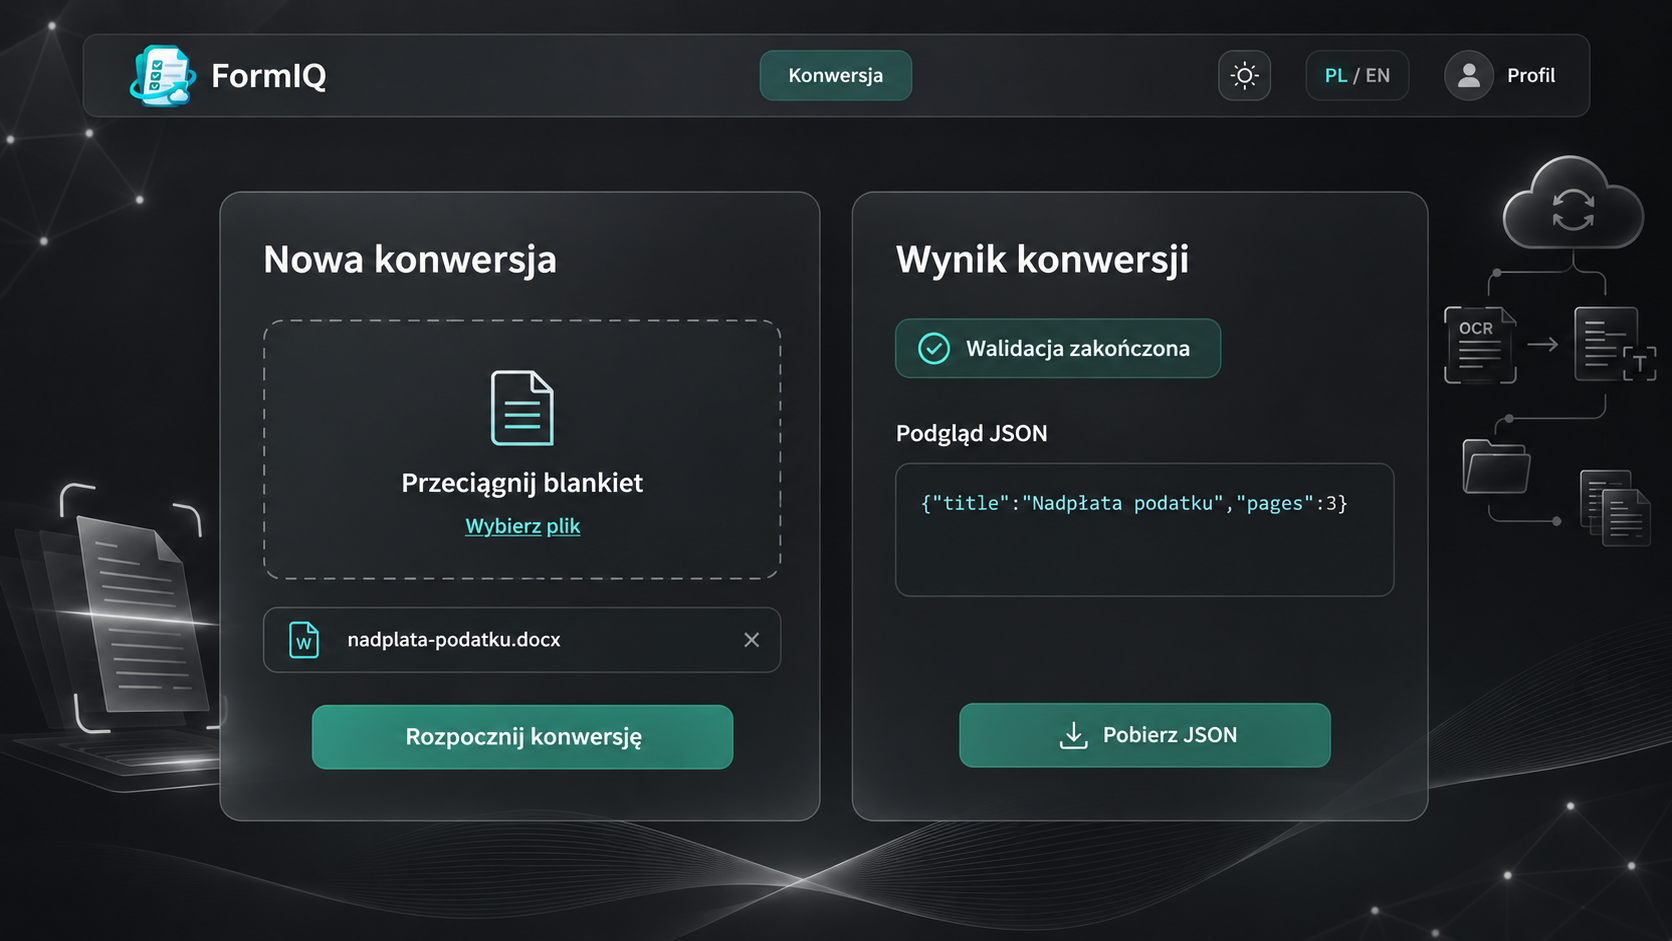 FormIQ
Konwersja
PL / EN
Profil
Nowa konwersja
Przeciągnij blankiet
Wybierz plik
W
nadplata-podatku.docx
Rozpocznij konwersję
Wynik konwersji
Walidacja zakończona
Podgląd JSON
{"title":"Nadpłata podatku","pages":3}
Pobierz JSON
OCR
T